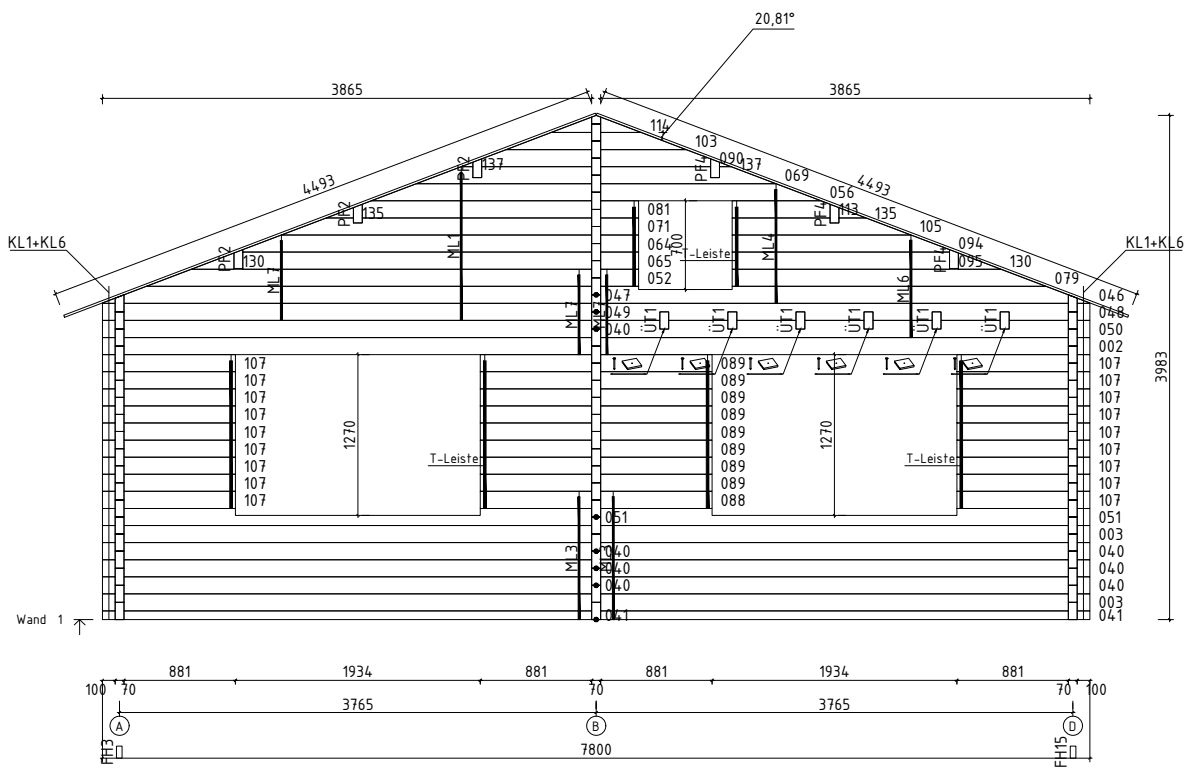 20,81°
3865 3865
114
103
090 137
PF2 137 PF4
069
4493 4493
056
PF2 135 PF4 113 135
081
071
064
065
052
700
T-Leiste
105
094
KL1+KL6 KL1+KL6
PF2 130 PF4 095 130
ML7 ML1 ML4 ML6
079
047 046
049 048
040 050
ML7
ÜT1 ÜT1 ÜT1 ÜT1 ÜT1 ÜT1
002
107 089 107
107 089 107
107 089 107
107 089 107
107 089 107
107 089 107
107 089 107
107 089 107
107 088 107
1270 1270
T-Leiste T-Leiste
3983
051 051
003
ML3 040 040
ML3 040 040
040 040
003
041 041
Wand 1
881 1934 881 881 1934 881
100 70 70 70 100
3765 3765
A B D
FH3 7800 FH15